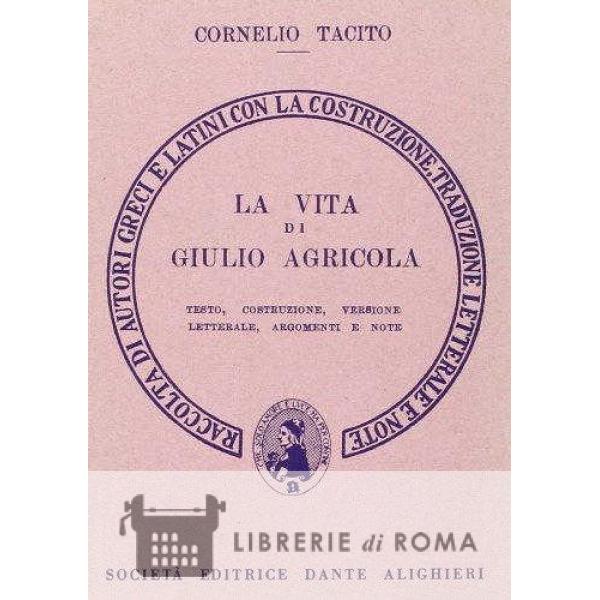 CORNELIO TACITO
RACCOLTA DI AUTORI GRECI E LATINI CON LA COSTRUZIONE, TRADUZIONE LETTERALE E NOTE
LA VITA
DI
GIULIO AGRICOLA
TESTO, COSTRUZIONE, VERSIONE
LETTERALE, ARGOMENTI E NOTE
LIBRERIE di ROMA
SOCIETÀ EDITRICE DANTE ALIGHIERI